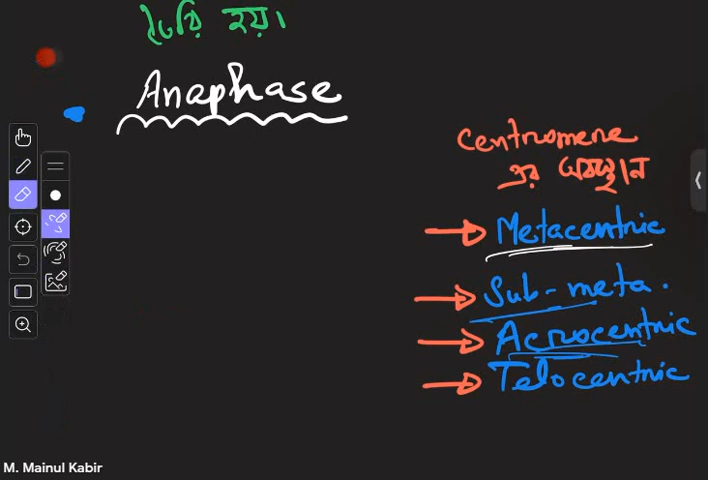 তৈরি হয়।
Anaphase
Centromere
এর অবস্থান
Metacentric
Sub-meta.
Acrocentric
Telocentric
M. Mainul Kabir